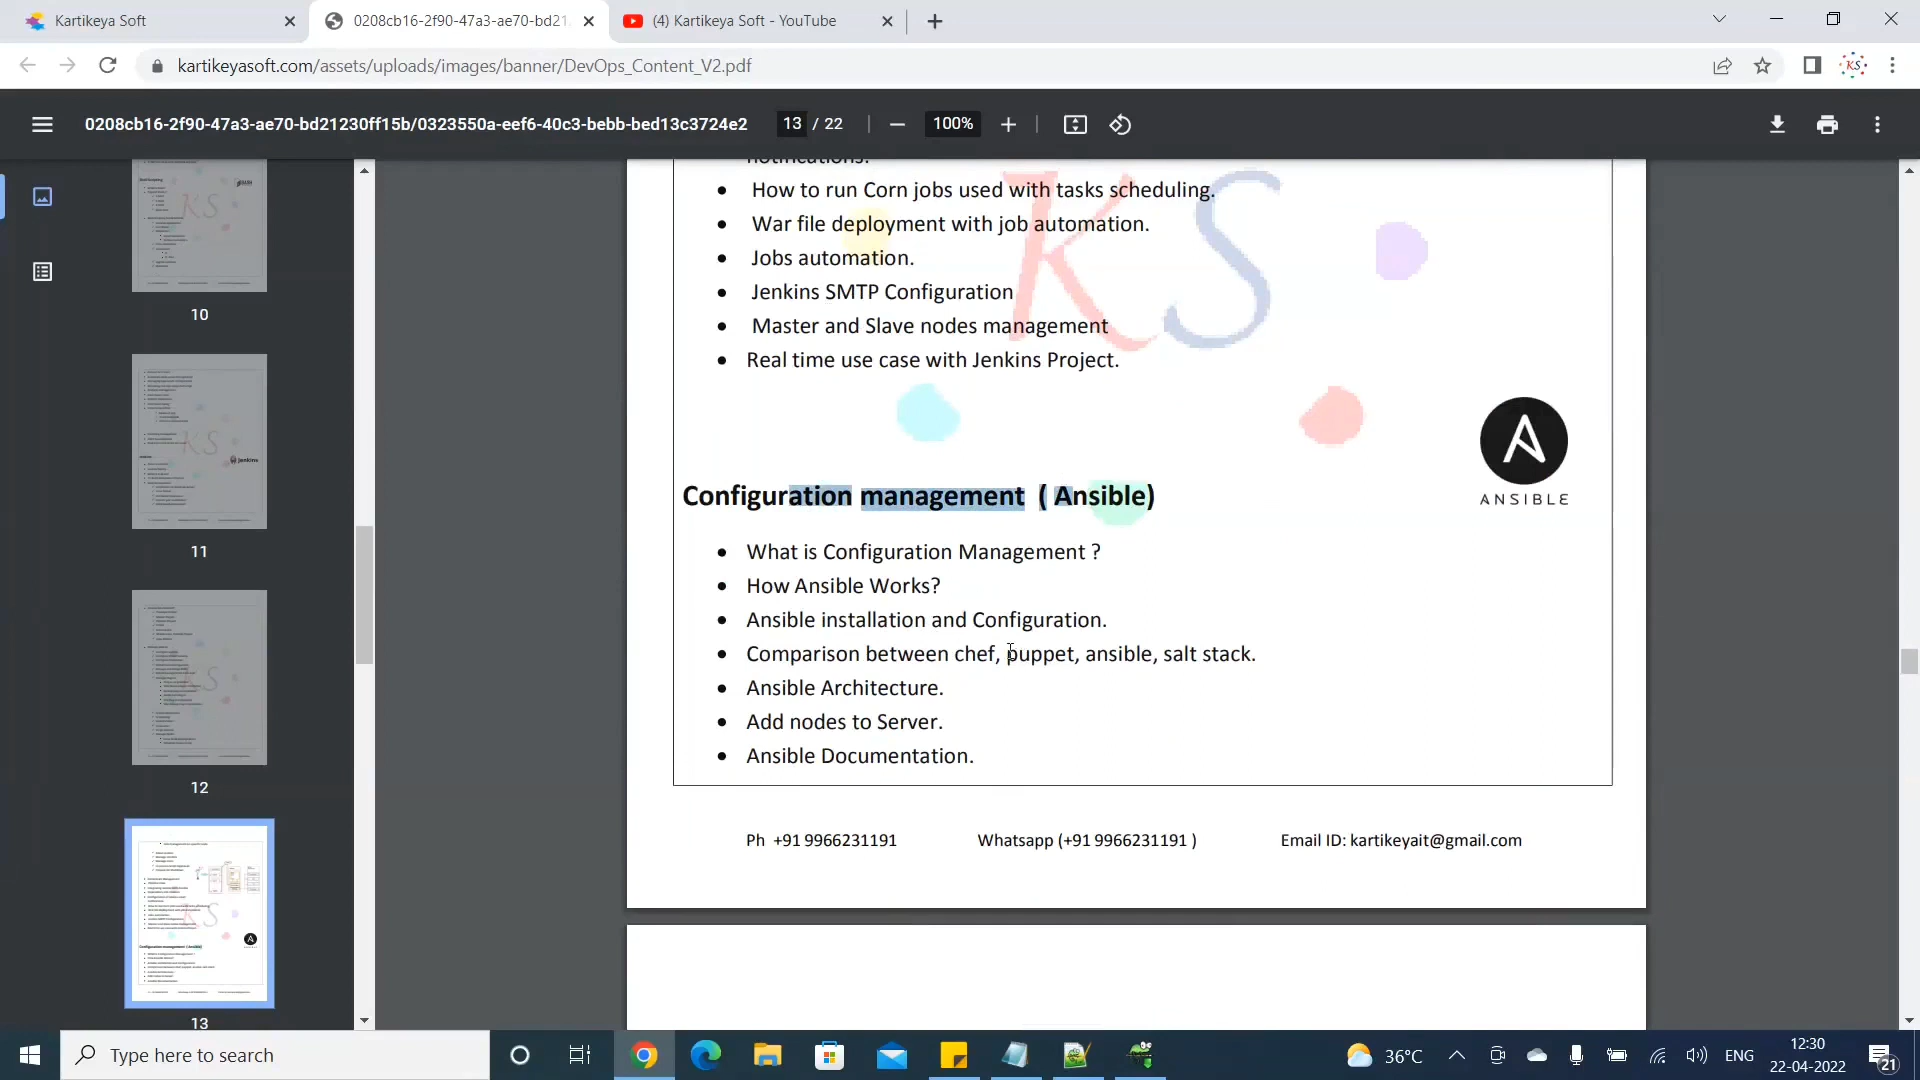 Kartikeya Soft
0208cb16-2f90-47a3-ae70-bd21
(4) Kartikeya Soft - YouTube
kartikeyasoft.com/assets/uploads/images/banner/DevOps_Content_V2.pdf
KS
0208cb16-2f90-47a3-ae70-bd21230ff15b/0323550a-eef6-40c3-bebb-bed13c3724e2
13 / 22
100%
notifications.
• How to run Corn jobs used with tasks scheduling.
• War file deployment with job automation.
• Jobs automation.
• Jenkins SMTP Configuration
• Master and Slave nodes management
• Real time use case with Jenkins Project.
KS
ANSIBLE
Configuration management ( Ansible)
• What is Configuration Management ?
• How Ansible Works?
• Ansible installation and Configuration.
• Comparison between chef, puppet, ansible, salt stack.
• Ansible Architecture.
• Add nodes to Server.
• Ansible Documentation.
Ph +91 9966231191 Whatsapp (+91 9966231191 ) Email ID: kartikeyait@gmail.com
10
11
12
13
Type here to search
36°C
ENG
12:30
22-04-2022
21